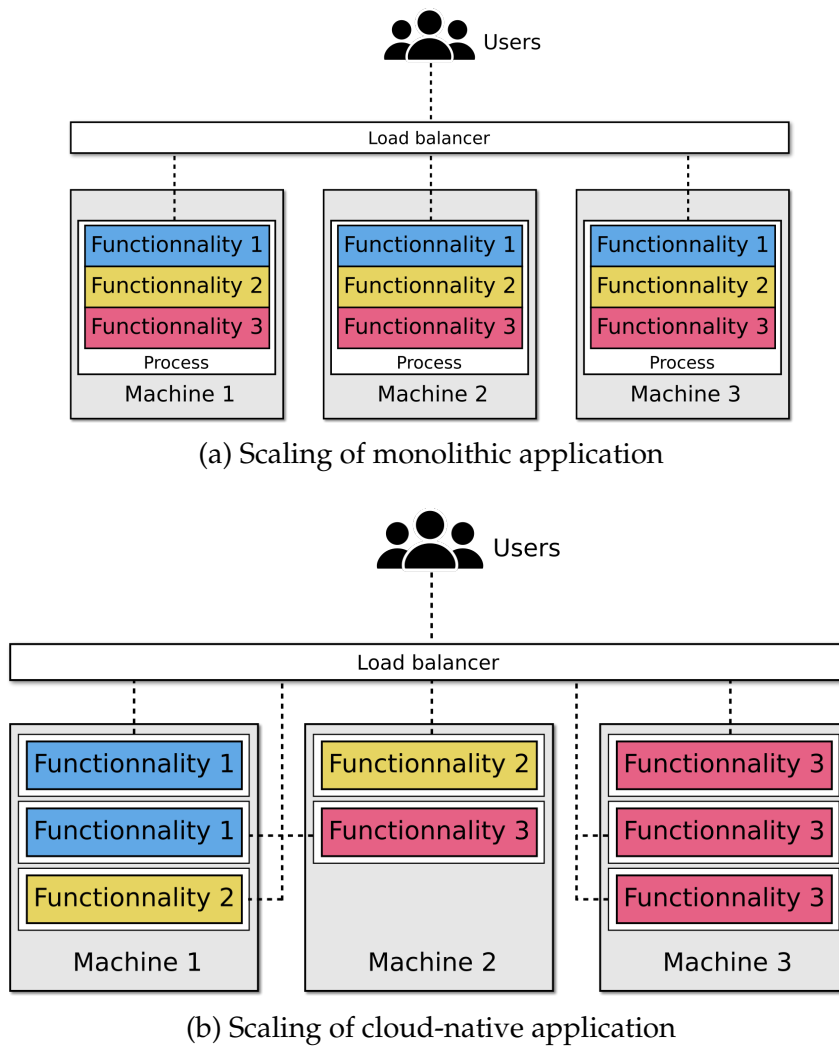 Users
Load balancer
Functionnality 1
Functionnality 2
Functionnality 3
Process
Machine 1
Functionnality 1
Functionnality 2
Functionnality 3
Process
Machine 2
Functionnality 1
Functionnality 2
Functionnality 3
Process
Machine 3
(a) Scaling of monolithic application
Users
Load balancer
Functionnality 1
Functionnality 1
Functionnality 2
Machine 1
Functionnality 2
Functionnality 3
Machine 2
Functionnality 3
Functionnality 3
Functionnality 3
Machine 3
(b) Scaling of cloud-native application